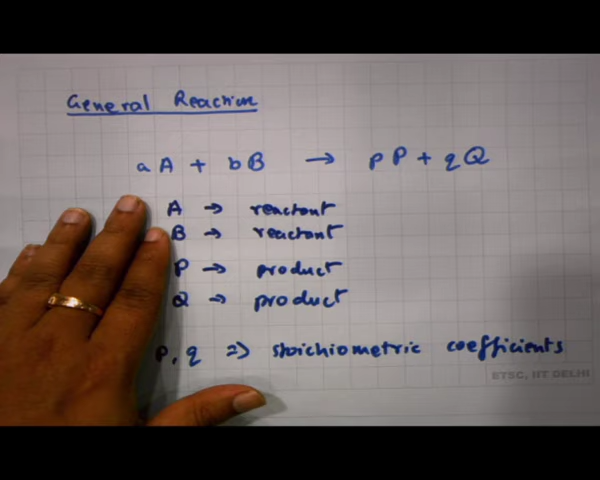 General Reaction
aA + bB → pP + qQ
A → reactant
B → reactant
P → product
Q → product
p, q ⇒ stoichiometric coefficients
ETSC, IIT DELHI